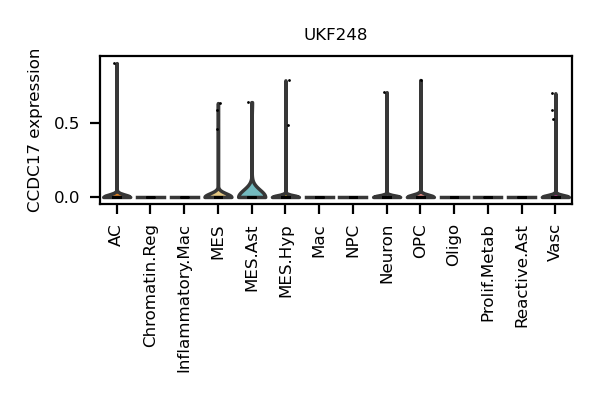 UKF248
CCDC17 expression
0.5
0.0
AC
Chromatin.Reg
Inflammatory.Mac
MES
MES.Ast
MES.Hyp
Mac
NPC
Neuron
OPC
Oligo
Prolif.Metab
Reactive.Ast
Vasc